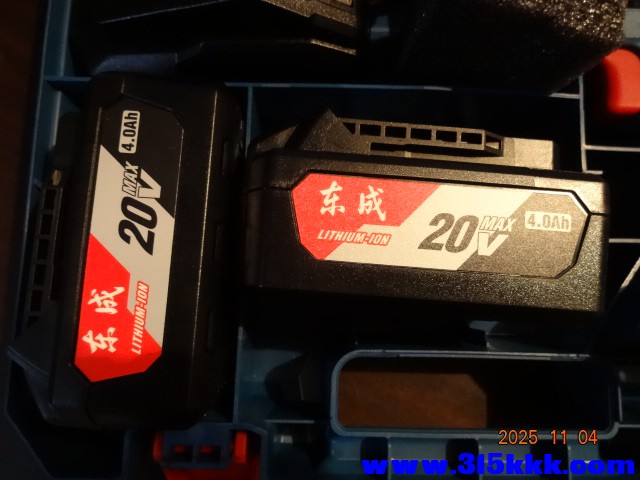 东成
LITHIUM-ION
20V MAX
4.0Ah
东成
LITHIUM-ION
20V MAX
4.0Ah
2025 11 04
www.315kkk.com